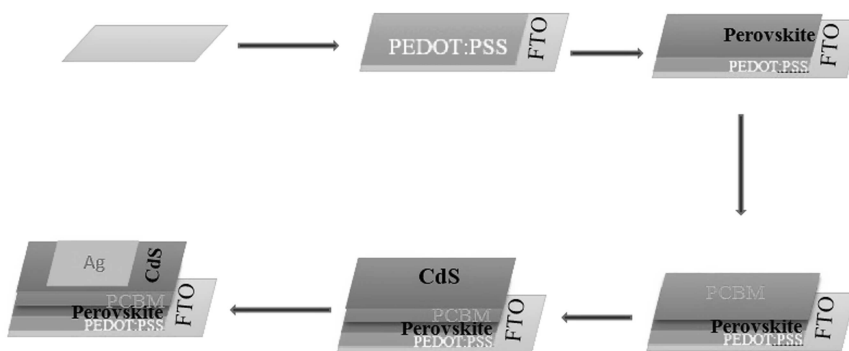 PEDOT:PSS
FTO
Perovskite
PEDOT:PSS
FTO
Ag
CdS
PCBM
Perovskite
PEDOT:PSS
FTO
CdS
PCBM
Perovskite
PEDOT:PSS
FTO
PCBM
Perovskite
PEDOT:PSS
FTO